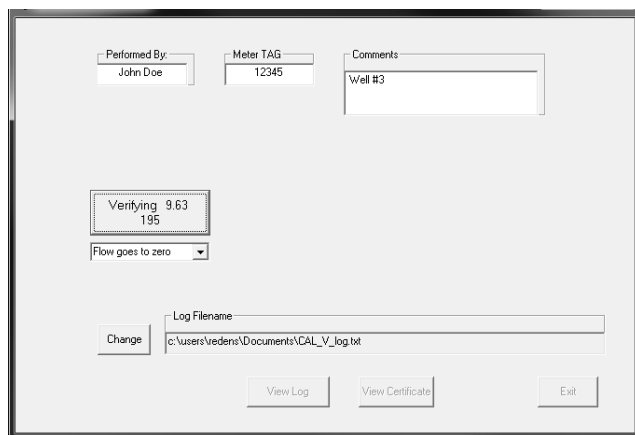 Performed By:
Meter TAG
Comments
John Doe
12345
Well #3
Verifying 9.63
195
Flow goes to zero
Log Filename
Change
c:\users\redens\Documents\CAL_V_log.txt
View Log
View Certificate
Exit